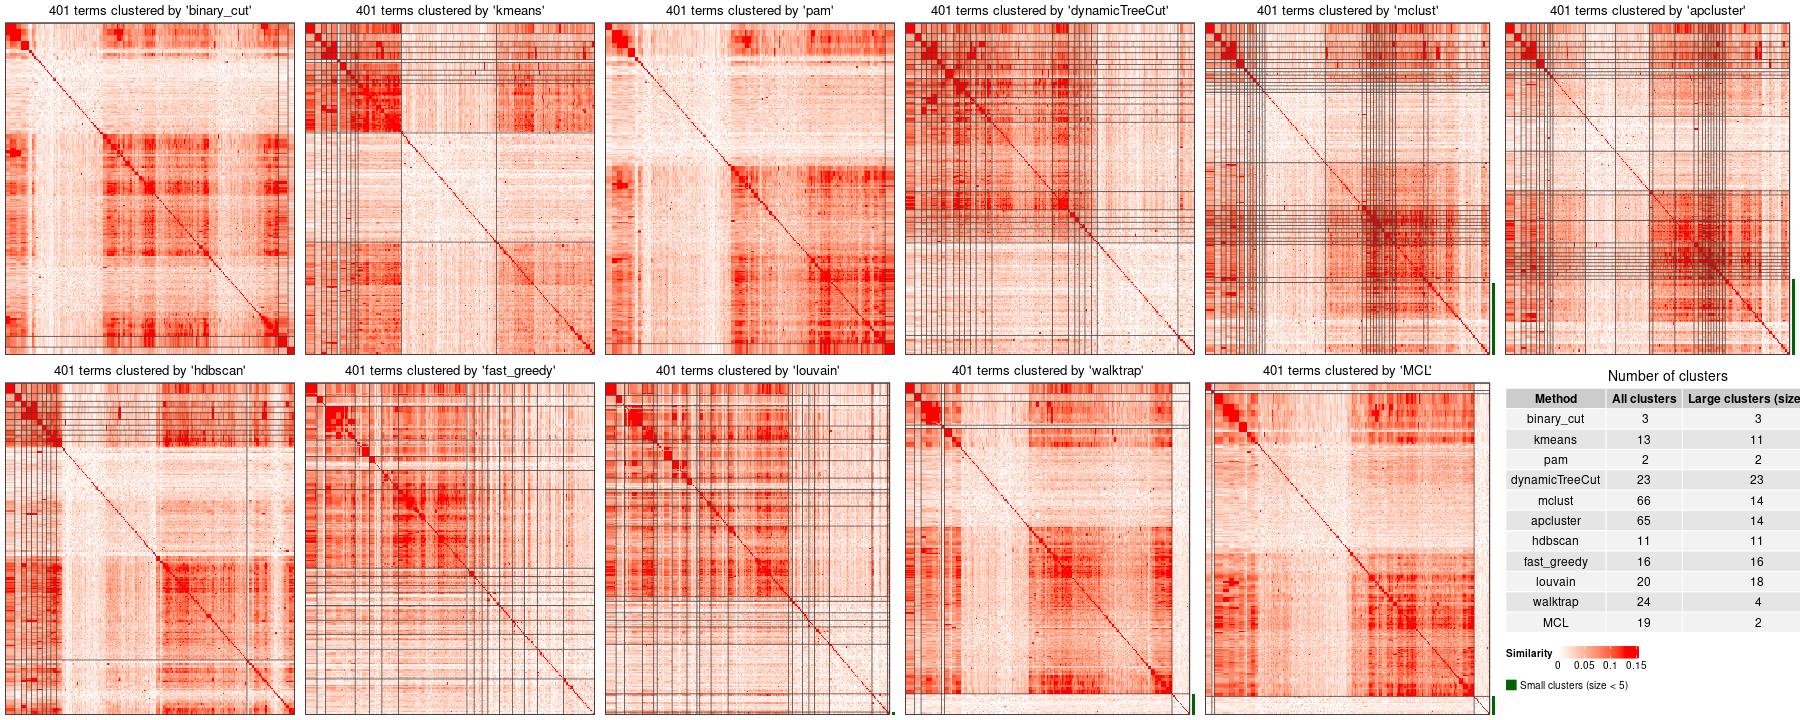 401 terms clustered by 'binary_cut'
401 terms clustered by 'kmeans'
401 terms clustered by 'pam'
401 terms clustered by 'dynamicTreeCut'
401 terms clustered by 'mclust'
401 terms clustered by 'apcluster'
401 terms clustered by 'hdbscan'
401 terms clustered by 'fast_greedy'
401 terms clustered by 'louvain'
401 terms clustered by 'walktrap'
401 terms clustered by 'MCL'
Number of clusters
Method All clusters Large clusters (size
binary_cut 3 3
kmeans 13 11
pam 2 2
dynamicTreeCut 23 23
mclust 66 14
apcluster 65 14
hdbscan 11 11
fast_greedy 16 16
louvain 20 18
walktrap 24 4
MCL 19 2
Similarity
0 0.05 0.1 0.15
Small clusters (size < 5)